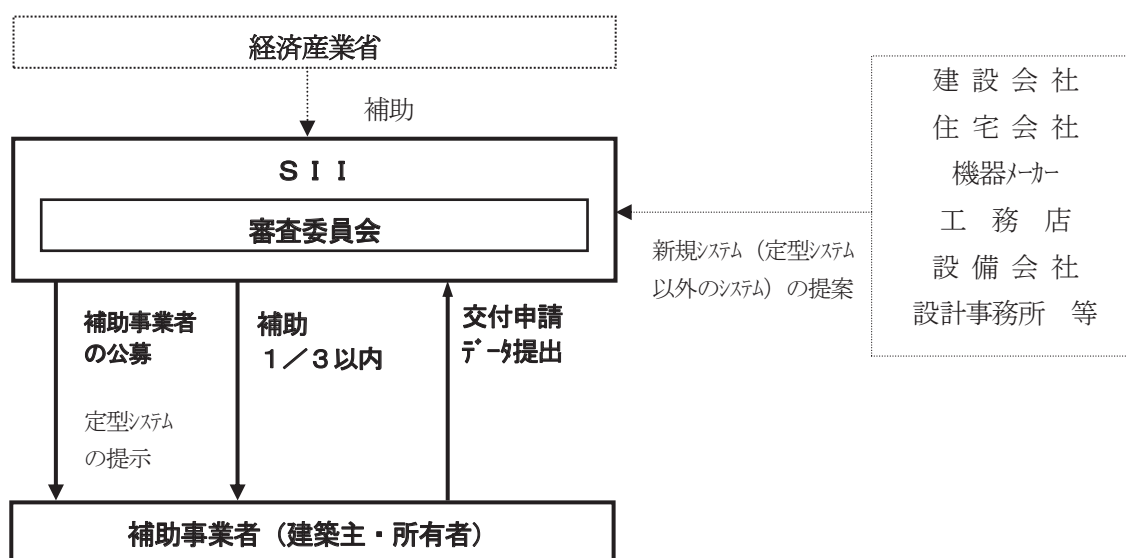 経済産業省
補助
ＳＩＩ
審査委員会
建設会社
住宅会社
機器ﾒｰｶｰ
工務店
設備会社
設計事務所　等
新規ｼｽﾃﾑ（定型ｼｽﾃﾑ
以外のｼｽﾃﾑ）の提案
補助事業者
の公募
定型ｼｽﾃﾑ
の提示
補助
１／３以内
交付申請
ﾃﾞｰﾀ提出
補助事業者（建築主・所有者）